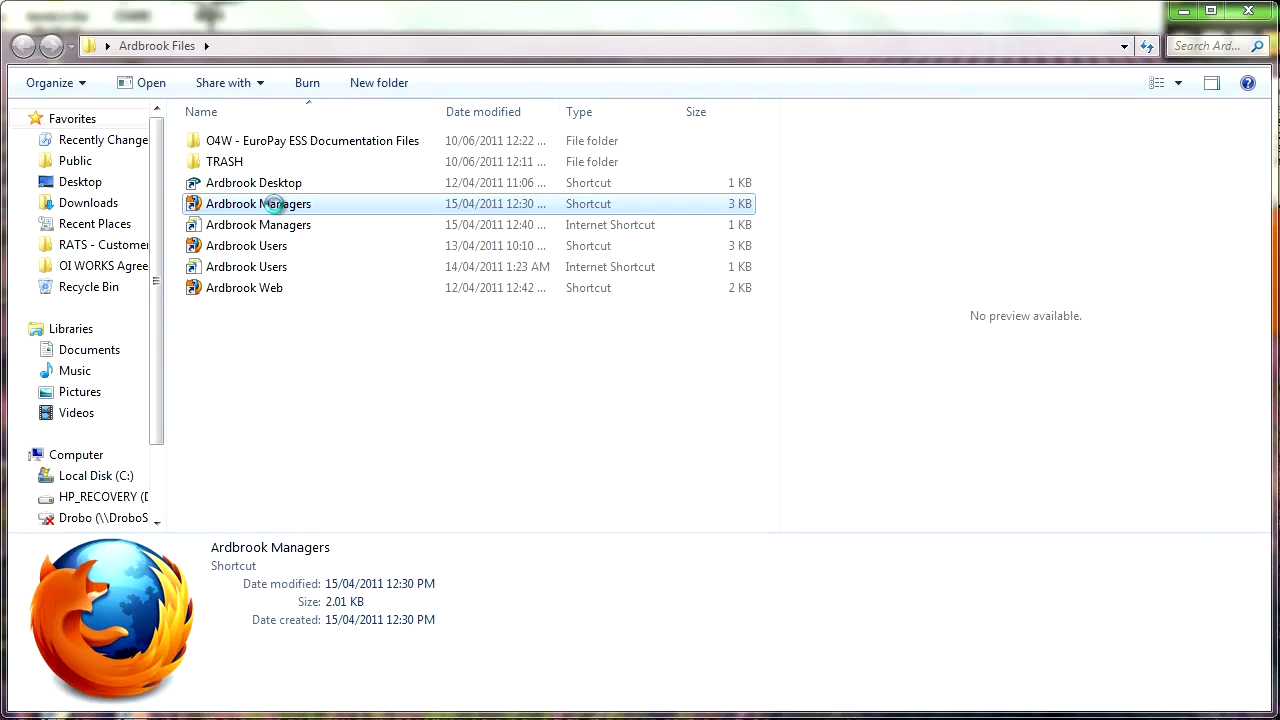 Ardbrook Files
Search Ard...
Organize Open Share with Burn New folder
Favorites
Recently Change
Public
Desktop
Downloads
Recent Places
RATS - Customer
OI WORKS Agree
Recycle Bin
Libraries
Documents
Music
Pictures
Videos
Computer
Local Disk (C:)
HP_RECOVERY (D
Drobo (\\DroboS
Name Date modified Type Size
O4W - EuroPay ESS Documentation Files 10/06/2011 12:22 ... File folder
TRASH 10/06/2011 12:11 ... File folder
Ardbrook Desktop 12/04/2011 11:06 ... Shortcut 1 KB
Ardbrook Managers 15/04/2011 12:30 ... Shortcut 3 KB
Ardbrook Managers 15/04/2011 12:40 ... Internet Shortcut 1 KB
Ardbrook Users 13/04/2011 10:10 ... Shortcut 3 KB
Ardbrook Users 14/04/2011 1:23 AM Internet Shortcut 1 KB
Ardbrook Web 12/04/2011 12:42 ... Shortcut 2 KB
No preview available.
Ardbrook Managers
Shortcut
Date modified: 15/04/2011 12:30 PM
Size: 2.01 KB
Date created: 15/04/2011 12:30 PM